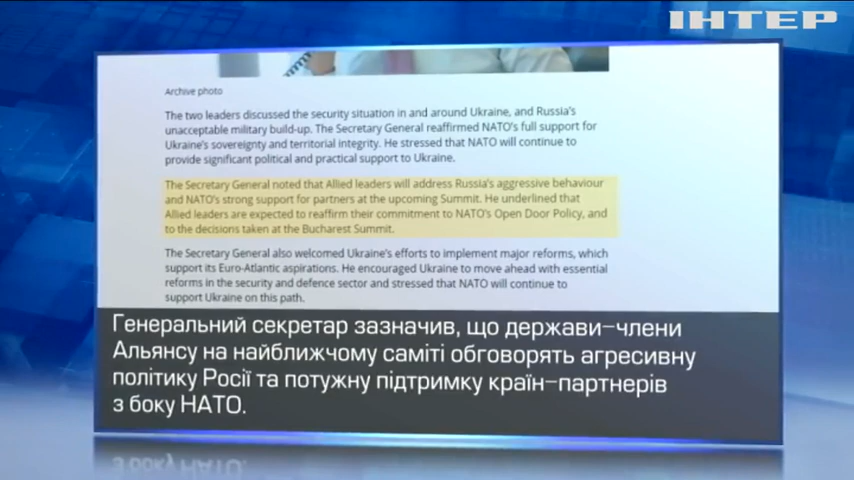 ІНТЕР
Archive photo
The two leaders discussed the security situation in and around Ukraine, and Russia's
unacceptable military build-up. The Secretary General reaffirmed NATO's full support for
Ukraine's sovereignty and territorial integrity. He stressed that NATO will continue to
provide significant political and practical support to Ukraine.
The Secretary General noted that Allied leaders will address Russia's aggressive behaviour
and NATO's strong support for partners at the upcoming Summit. He underlined that
Allied leaders are expected to reaffirm their commitment to NATO's Open Door Policy, and
to the decisions taken at the Bucharest Summit.
The Secretary General also welcomed Ukraine's efforts to implement major reforms, which
support its Euro-Atlantic aspirations. He encouraged Ukraine to move ahead with essential
reforms in the security and defence sector and stressed that NATO will continue to
support Ukraine on this path.
Генеральний секретар зазначив, що держави–члени
Альянсу на найближчому саміті обговорять агресивну
політику Росії та потужну підтримку країн–партнерів
з боку НАТО.